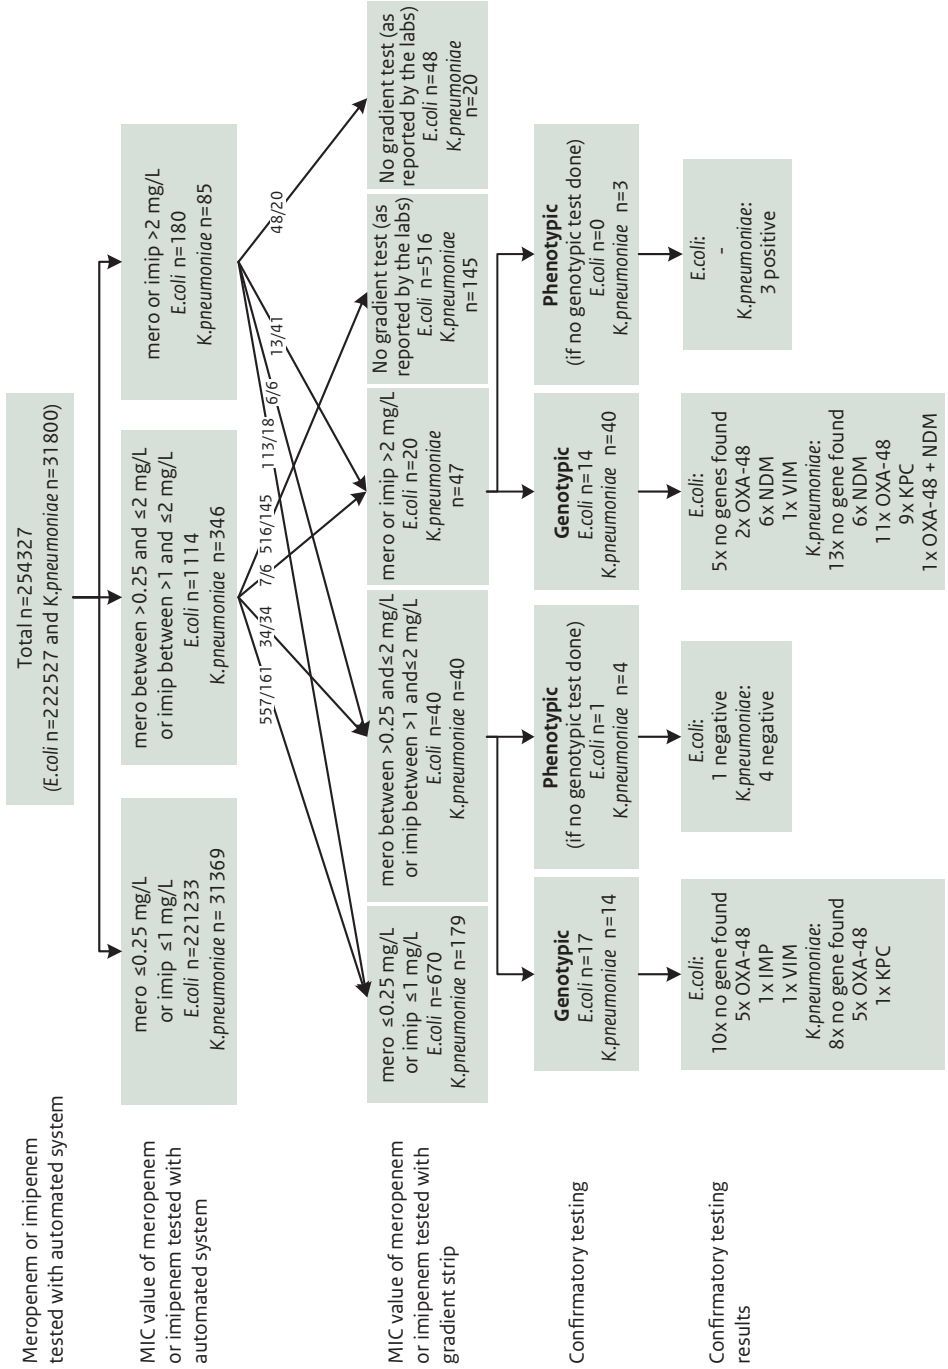 Meropenem or imipenem
tested with automated system
Total n=254327
(E.coli n=222527 and K.pneumoniae n=31800)
MIC value of meropenem
or imipenem tested with
automated system
mero ≤0.25 mg/L
or imip ≤1 mg/L
E.coli n=221233
K.pneumoniae n= 31369
mero between >0.25 and ≤2 mg/L
or imip between >1 and ≤2 mg/L
E.coli n=1114
K.pneumoniae n=346
mero or imip >2 mg/L
E.coli n=180
K.pneumoniae n=85
557/161
34/34
7/6
516/145
113/18
6/6
13/41
48/20
MIC value of meropenem
or imipenem tested with
gradient strip
mero ≤0.25 mg/L
or imip ≤1 mg/L
E.coli n=670
K.pneumoniae n=179
mero between >0.25 and≤2 mg/L
or imip between >1 and≤2 mg/L
E.coli n=40
K.pneumoniae n=40
mero or imip >2 mg/L
E.coli n=20
K.pneumoniae
n=47
No gradient test (as
reported by the labs)
E.coli n=516
K.pneumoniae
n=145
No gradient test (as
reported by the labs)
E.coli n=48
K.pneumoniae
n=20
Confirmatory testing
Genotypic
E.coli n=17
K.pneumoniae n=14
Phenotypic
(if no genotypic test done)
E.coli n=1
K.pneumoniae n=4
Genotypic
E.coli n=14
K.pneumoniae n=40
Phenotypic
(if no genotypic test done)
E.coli n=0
K.pneumoniae n=3
Confirmatory testing
results
E.coli:
10x no gene found
5x OXA-48
1x IMP
1x VIM
K.pneumoniae:
8x no gene found
5x OXA-48
1x KPC
E.coli:
1 negative
K.pneumoniae:
4 negative
E.coli:
5x no genes found
2x OXA-48
6x NDM
1x VIM
K.pneumoniae:
13x no gene found
6x NDM
11x OXA-48
9x KPC
1x OXA-48 + NDM
E.coli:
-
K.pneumoniae:
3 positive